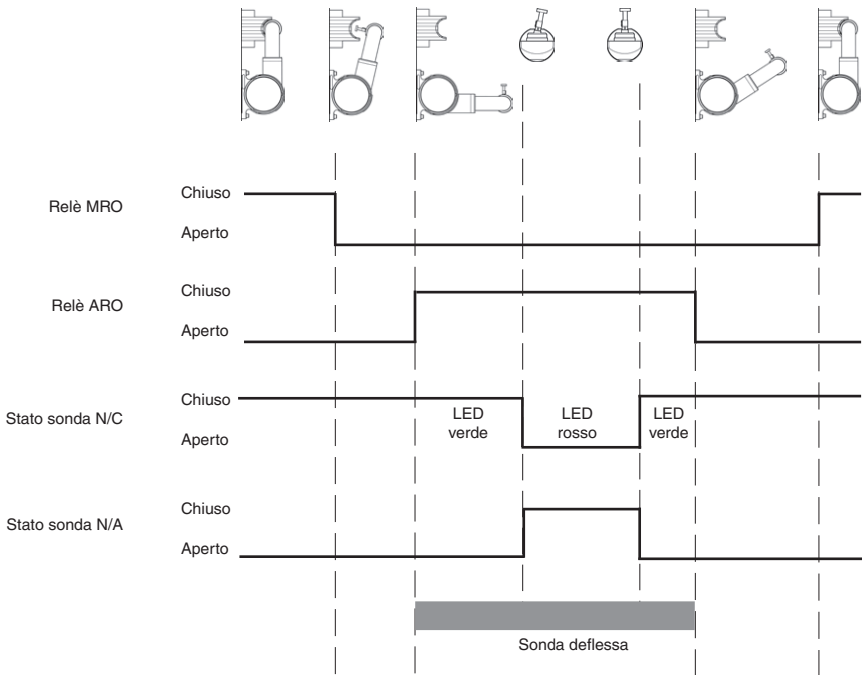 Relè MRO
Chiuso
Aperto
Relè ARO
Chiuso
Aperto
Stato sonda N/C
Chiuso
Aperto
LED
verde
LED
rosso
LED
verde
Stato sonda N/A
Chiuso
Aperto
Sonda deflessa